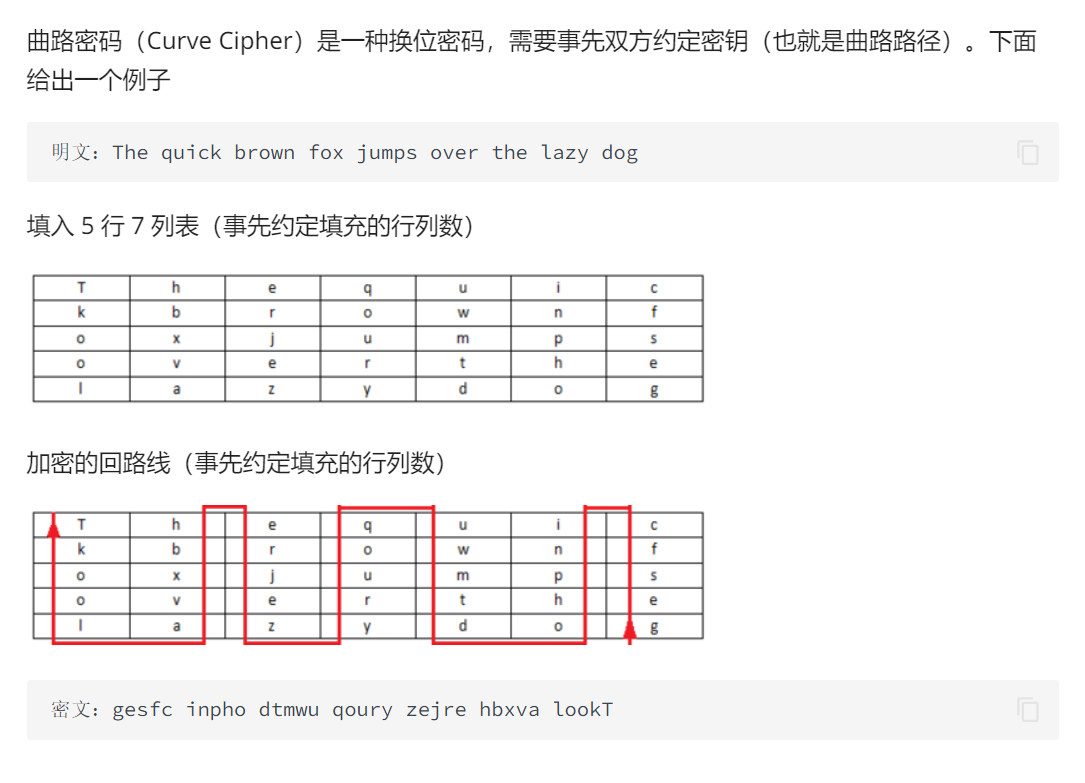 曲路密码（Curve Cipher）是一种换位密码，需要事先双方约定密钥（也就是曲路路径）。下面
给出一个例子
明文：The quick brown fox jumps over the lazy dog
填入 5 行 7 列表（事先约定填充的行列数）
T h e q u i c
k b r o w n f
o x j u m p s
o v e r t h e
l a z y d o g
加密的回路线（事先约定填充的行列数）
T h e q u i c
k b r o w n f
o x j u m p s
o v e r t h e
l a z y d o g
密文：gesfc inpho dtmwu qoury zejre hbxva lookT